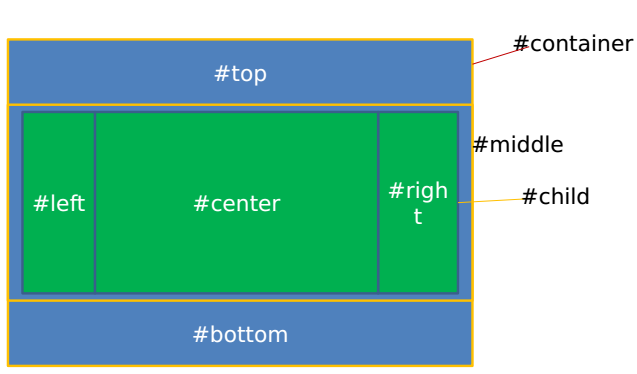 #container
#top
#middle
#left
#center
#righ
t
#child
#bottom